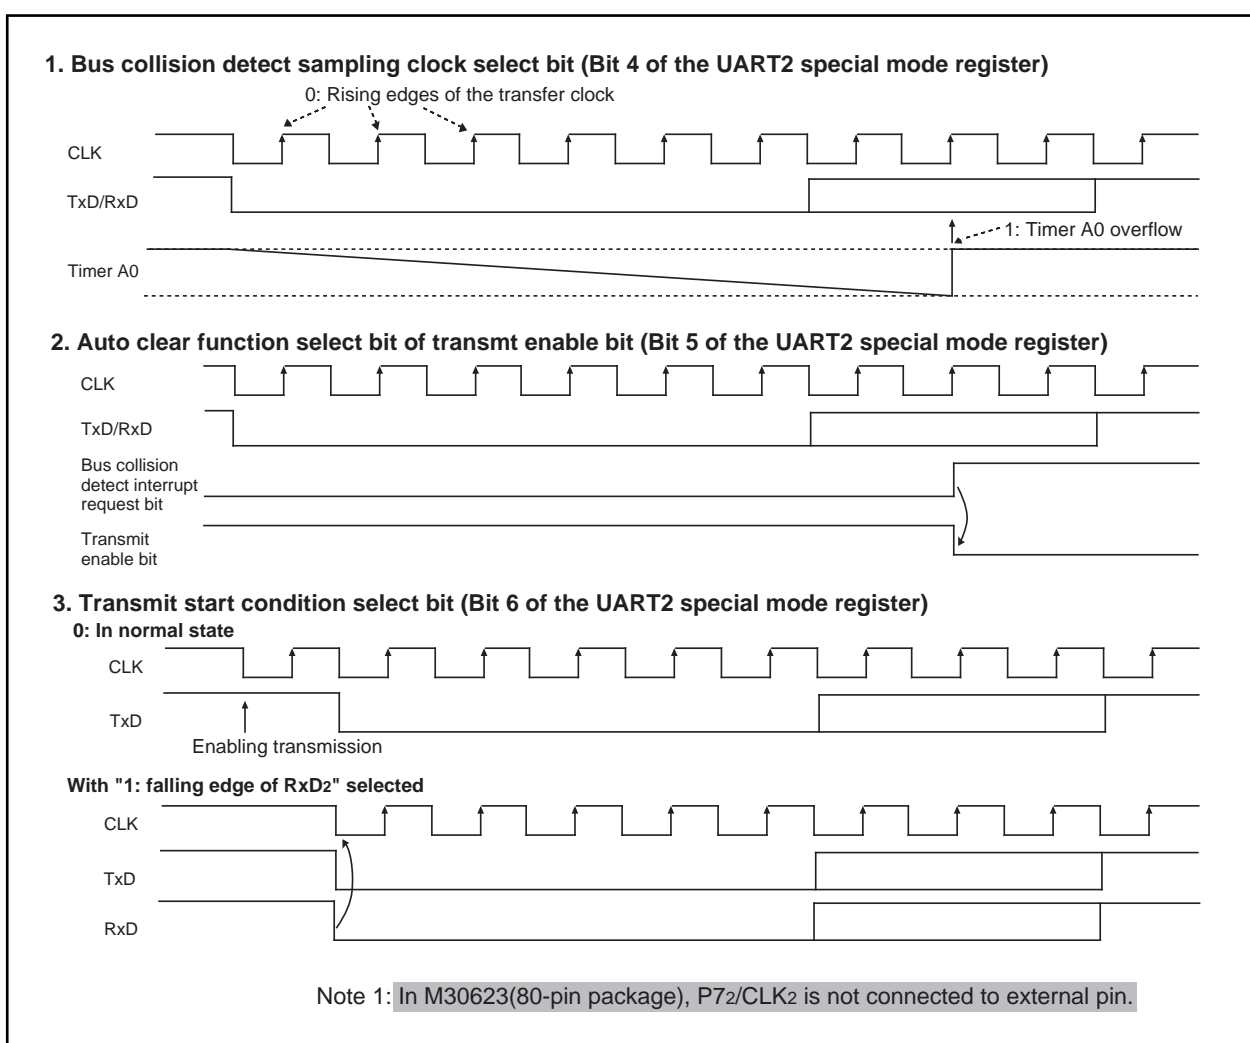 1. Bus collision detect sampling clock select bit (Bit 4 of the UART2 special mode register)
0: Rising edges of the transfer clock
CLK
TxD/RxD
1: Timer A0 overflow
Timer A0
2. Auto clear function select bit of transmt enable bit (Bit 5 of the UART2 special mode register)
CLK
TxD/RxD
Bus collision
detect interrupt
request bit
Transmit
enable bit
3. Transmit start condition select bit (Bit 6 of the UART2 special mode register)
0: In normal state
CLK
TxD
Enabling transmission
With "1: falling edge of RxD2" selected
CLK
TxD
RxD
Note 1: In M30623(80-pin package), P72/CLK2 is not connected to external pin.